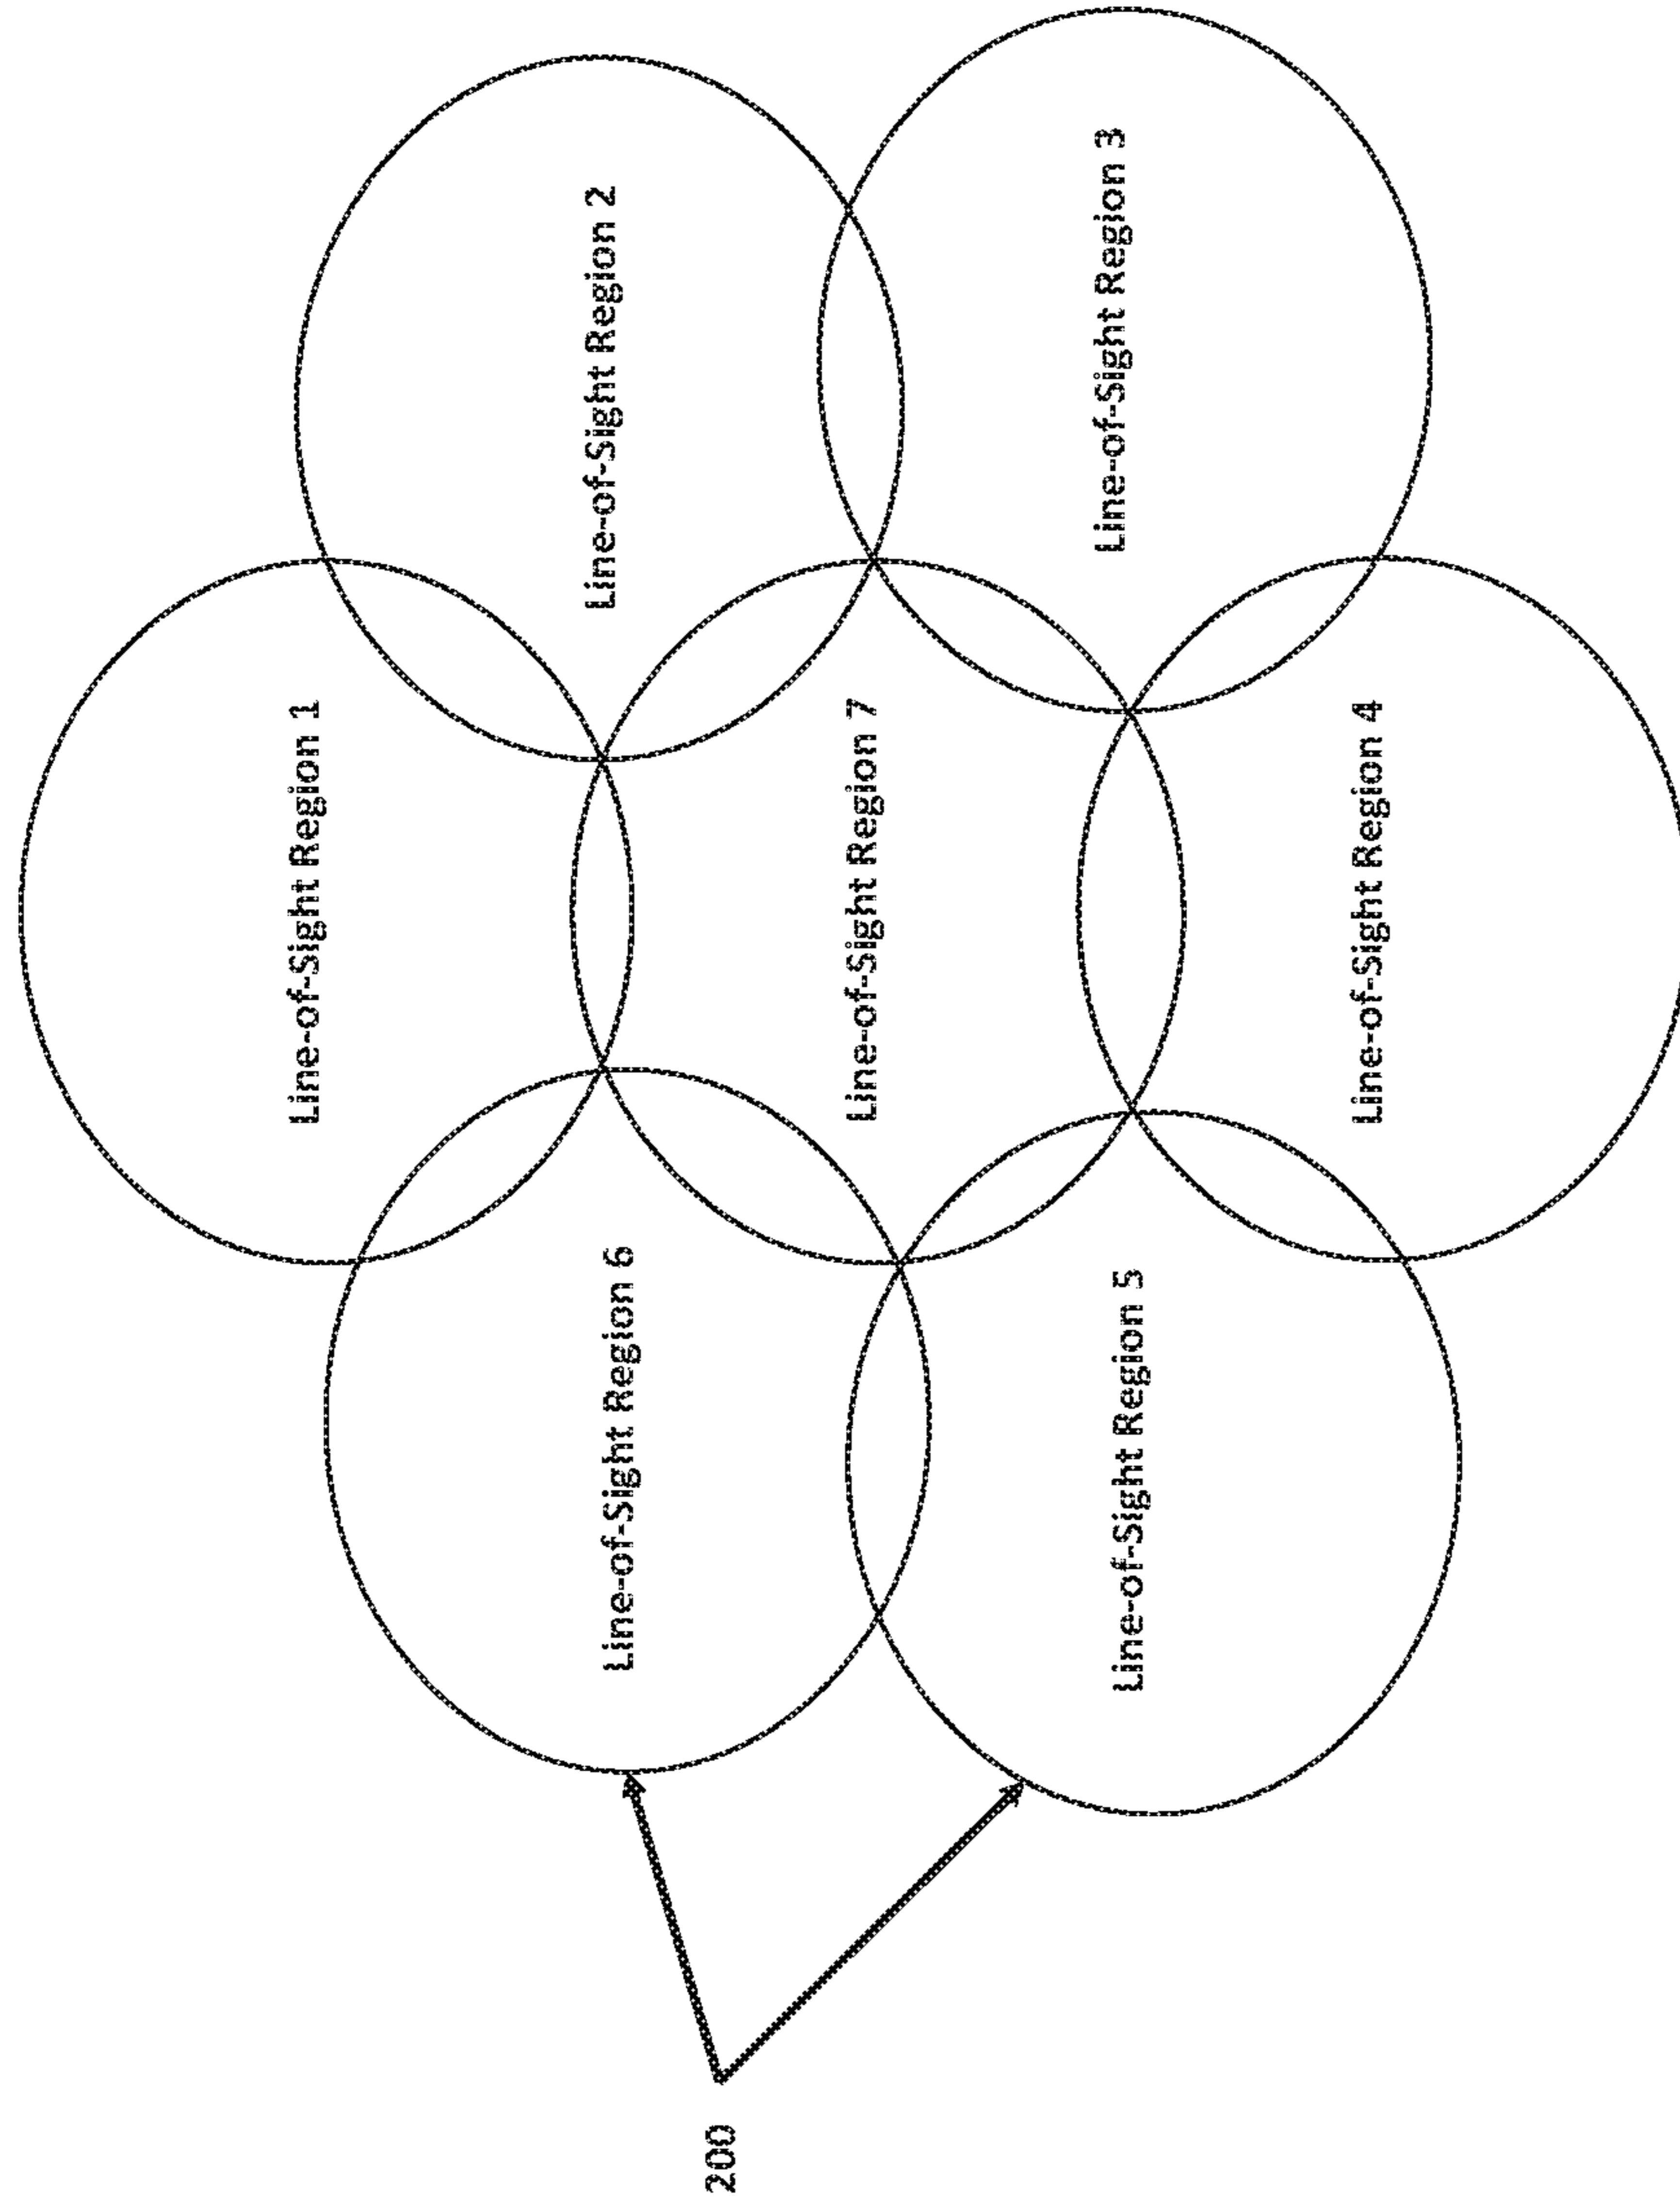 Line-of-Sight Region 1
Line-of-Sight Region 2
Line-of-Sight Region 6
Line-of-Sight Region 7
Line-of-Sight Region 3
Line-of-Sight Region 5
Line-of-Sight Region 4
200